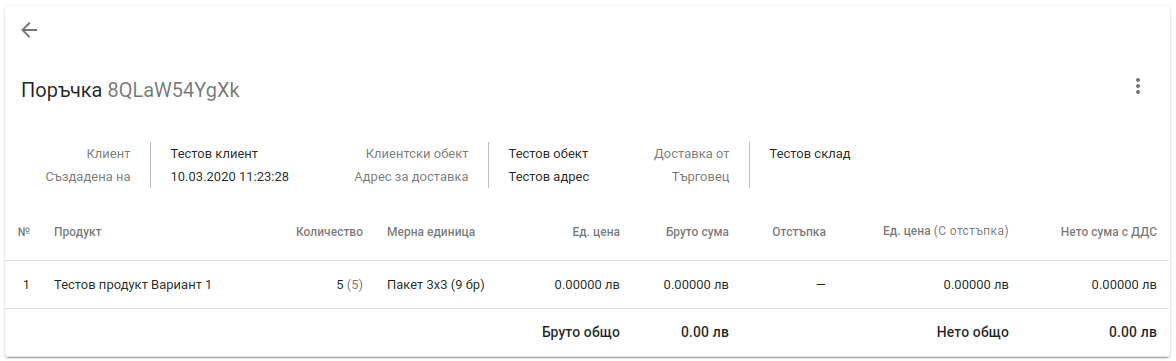 Поръчка 8QLaW54YgXk
Клиент Тестов клиент Клиентски обект Тестов обект Доставка от Тестов склад
Създадена на 10.03.2020 11:23:28 Адрес за доставка Тестов адрес Търговец
№ Продукт Количество Мерна единица Ед. цена Бруто сума Отстъпка Ед. цена (С отстъпка) Нето сума с ДДС
1 Тестов продукт Вариант 1 5 (5) Пакет 3x3 (9 бр) 0.00000 лв 0.00000 лв — 0.00000 лв 0.00000 лв
Бруто общо 0.00 лв Нето общо 0.00 лв